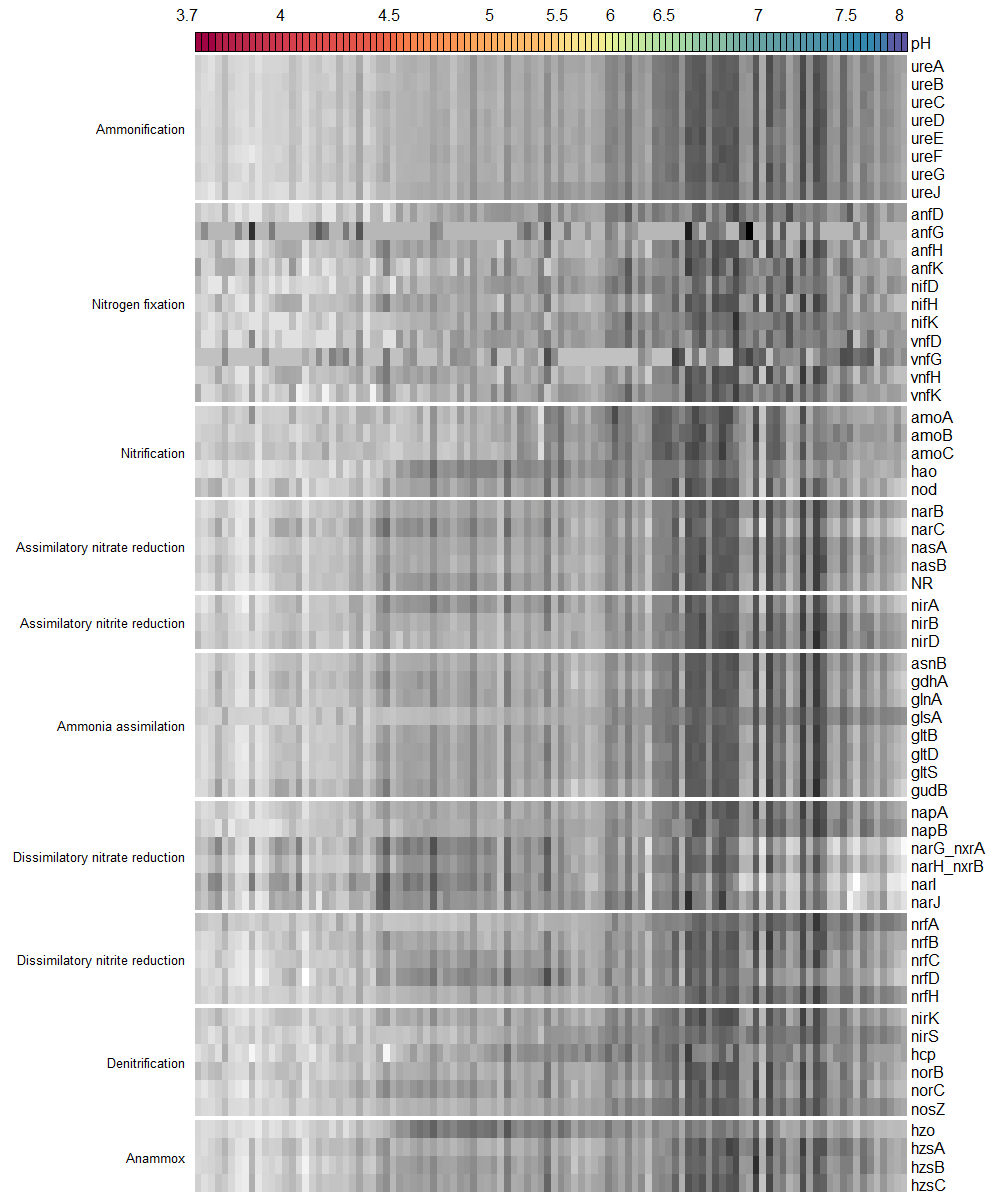 3.7 4 4.5 5 5.5 6 6.5 7 7.5 8
pH
Ammonification
ureA
ureB
ureC
ureD
ureE
ureF
ureG
ureJ
Nitrogen fixation
anfD
anfG
anfH
anfK
nifD
nifH
nifK
vnfD
vnfG
vnfH
vnfK
Nitrification
amoA
amoB
amoC
hao
nod
Assimilatory nitrate reduction
narB
narC
nasA
nasB
NR
Assimilatory nitrite reduction
nirA
nirB
nirD
Ammonia assimilation
asnB
gdhA
glnA
glsA
gltB
gltD
gltS
gudB
Dissimilatory nitrate reduction
napA
napB
narG_nxrA
narH_nxrB
narI
narJ
Dissimilatory nitrite reduction
nrfA
nrfB
nrfC
nrfD
nrfH
Denitrification
nirK
nirS
hcp
norB
norC
nosZ
Anammox
hzo
hzsA
hzsB
hzsC